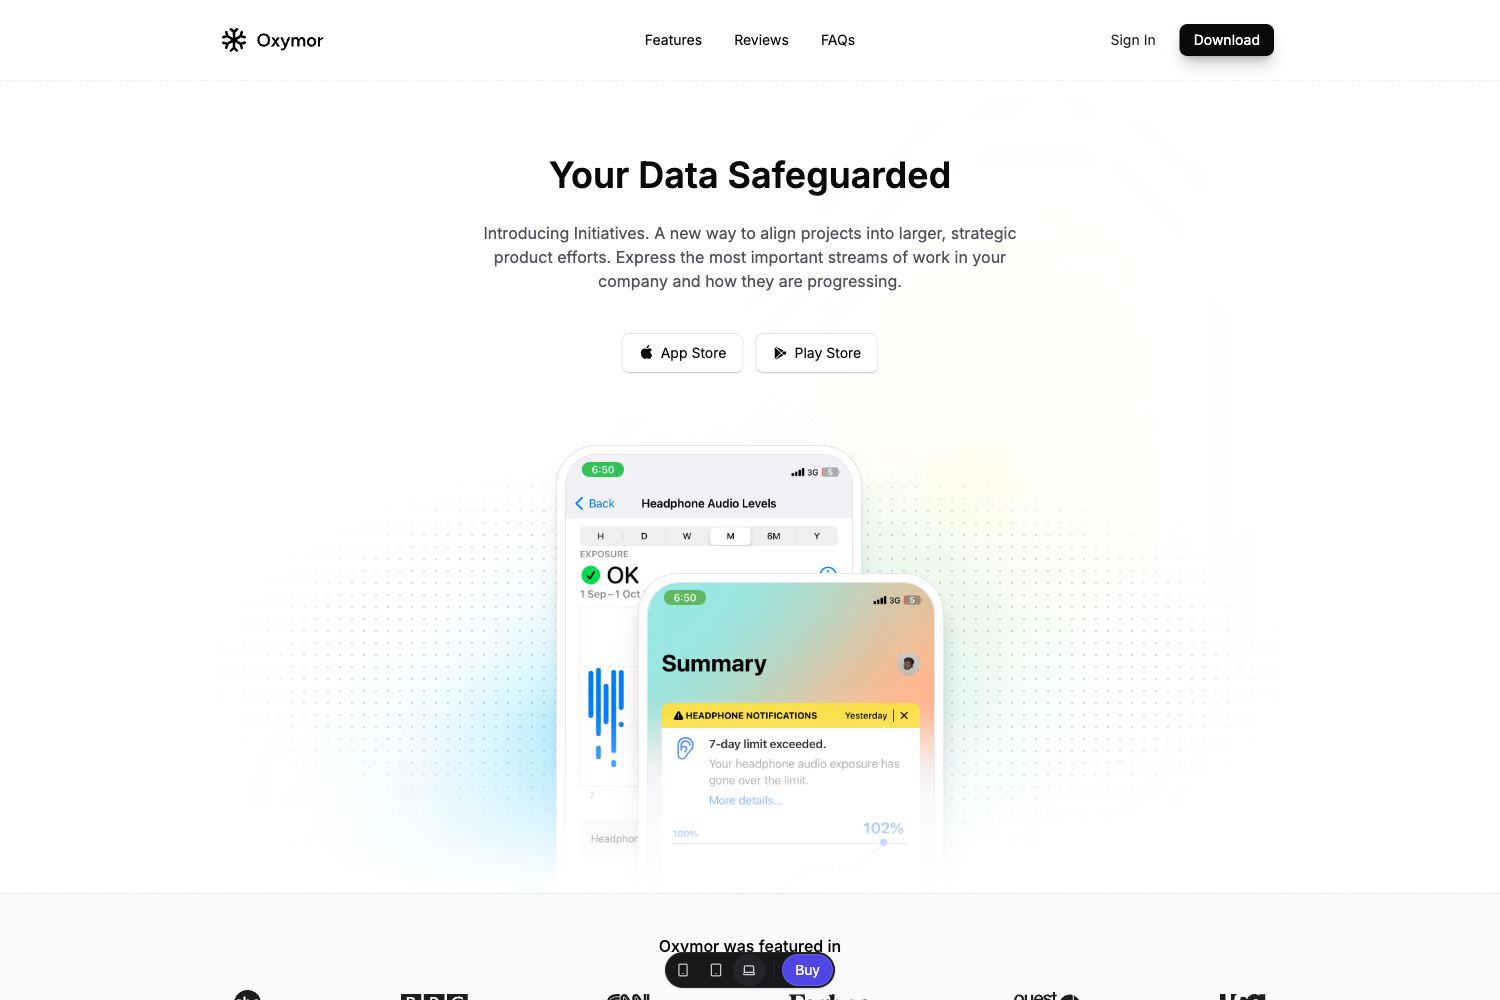 Oxymor
Features
Reviews
FAQs
Sign In
Download
Your Data Safeguarded
Introducing Initiatives. A new way to align projects into larger, strategic
product efforts. Express the most important streams of work in your
company and how they are progressing.
App Store
Play Store
6:50
3G
5
Back
Headphone Audio Levels
H
D
W
M
6M
Y
EXPOSURE
OK
1 Sep – 1 Oct
2
6:50
3G
5
Summary
HEADPHONE NOTIFICATIONS
Yesterday
7-day limit exceeded.
Your headphone audio exposure has
gone over the limit.
More details...
100%
102%
Oxymor was featured in
Buy
BBC
CNN
Forbes